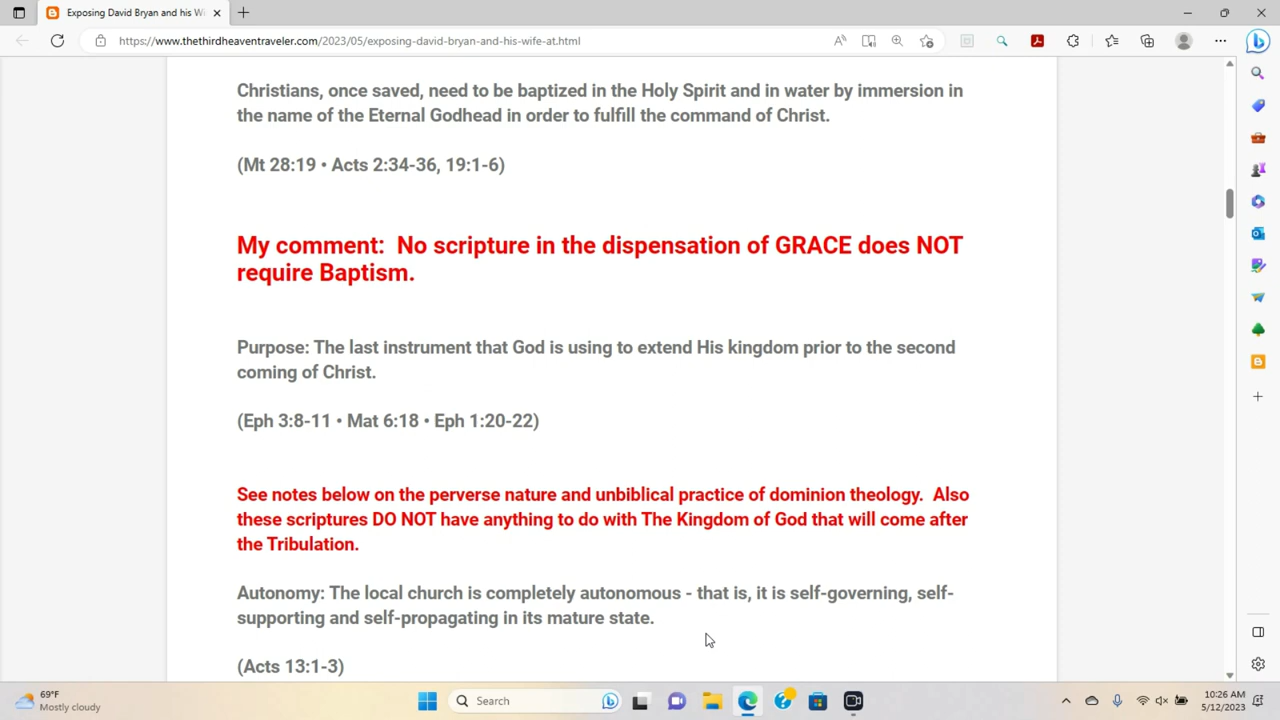 Exposing David Bryan and his Wi
https://www.thethirdheaventraveler.com/2023/05/exposing-david-bryan-and-his-wife-at.html
Christians, once saved, need to be baptized in the Holy Spirit and in water by immersion in
the name of the Eternal Godhead in order to fulfill the command of Christ.
(Mt 28:19 • Acts 2:34-36, 19:1-6)
My comment:  No scripture in the dispensation of GRACE does NOT
require Baptism.
Purpose: The last instrument that God is using to extend His kingdom prior to the second
coming of Christ.
(Eph 3:8-11 • Mat 6:18 • Eph 1:20-22)
See notes below on the perverse nature and unbiblical practice of dominion theology.  Also
these scriptures DO NOT have anything to do with The Kingdom of God that will come after
the Tribulation.
Autonomy: The local church is completely autonomous - that is, it is self-governing, self-
supporting and self-propagating in its mature state.
(Acts 13:1-3)
69°F
Mostly cloudy
Search
10:26 AM
5/12/2023